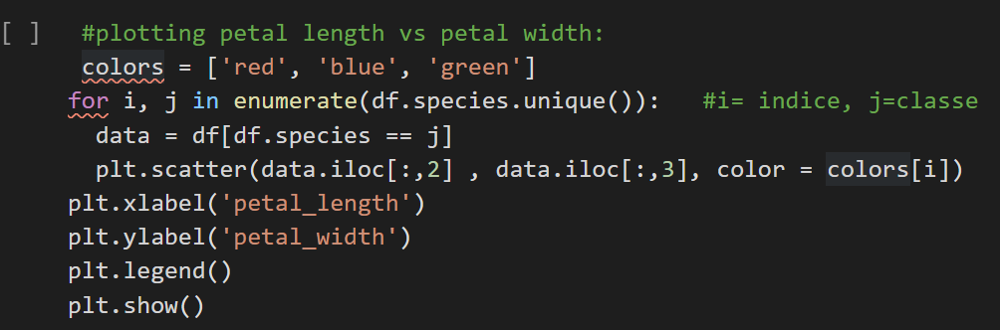 [ ] #plotting petal length vs petal width:
colors = ['red', 'blue', 'green']
for i, j in enumerate(df.species.unique()): #i= indice, j=classe
data = df[df.species == j]
plt.scatter(data.iloc[:,2] , data.iloc[:,3], color = colors[i])
plt.xlabel('petal_length')
plt.ylabel('petal_width')
plt.legend()
plt.show()